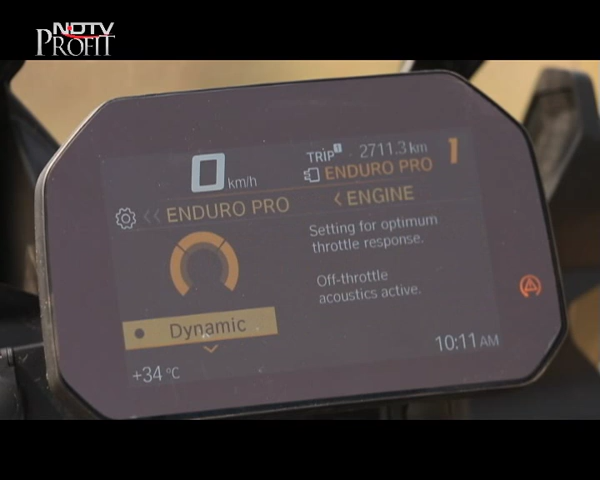 NDTV
PROFIT
0 km/h
TRIP 1 2711.3 km
ENDURO PRO
1
<< ENDURO PRO
< ENGINE
Setting for optimum
throttle response.
Off-throttle
acoustics active.
Dynamic
+34 °C
10:11 AM